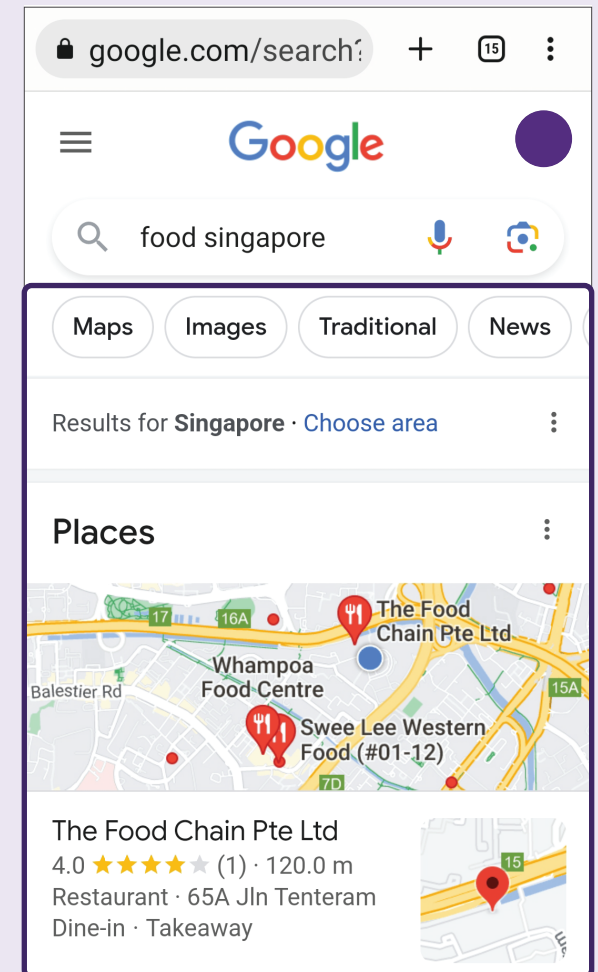 google.com/search?
15
Google
food singapore
Maps
Images
Traditional
News
Results for Singapore · Choose area
Places
17
16A
The Food
Chain Pte Ltd
Whampoa
Food Centre
Balestier Rd
15A
Swee Lee Western
Food (#01-12)
7D
The Food Chain Pte Ltd
4.0 ★★★★★ (1) · 120.0 m
Restaurant · 65A Jln Tenteram
Dine-in · Takeaway
15